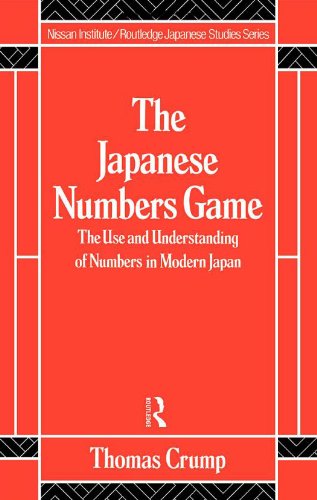 Nissan Institute/Routledge Japanese Studies Series
The
Japanese
Numbers Game
The Use and Understanding
of Numbers in Modern Japan
ROUTLEDGE
Thomas Crump